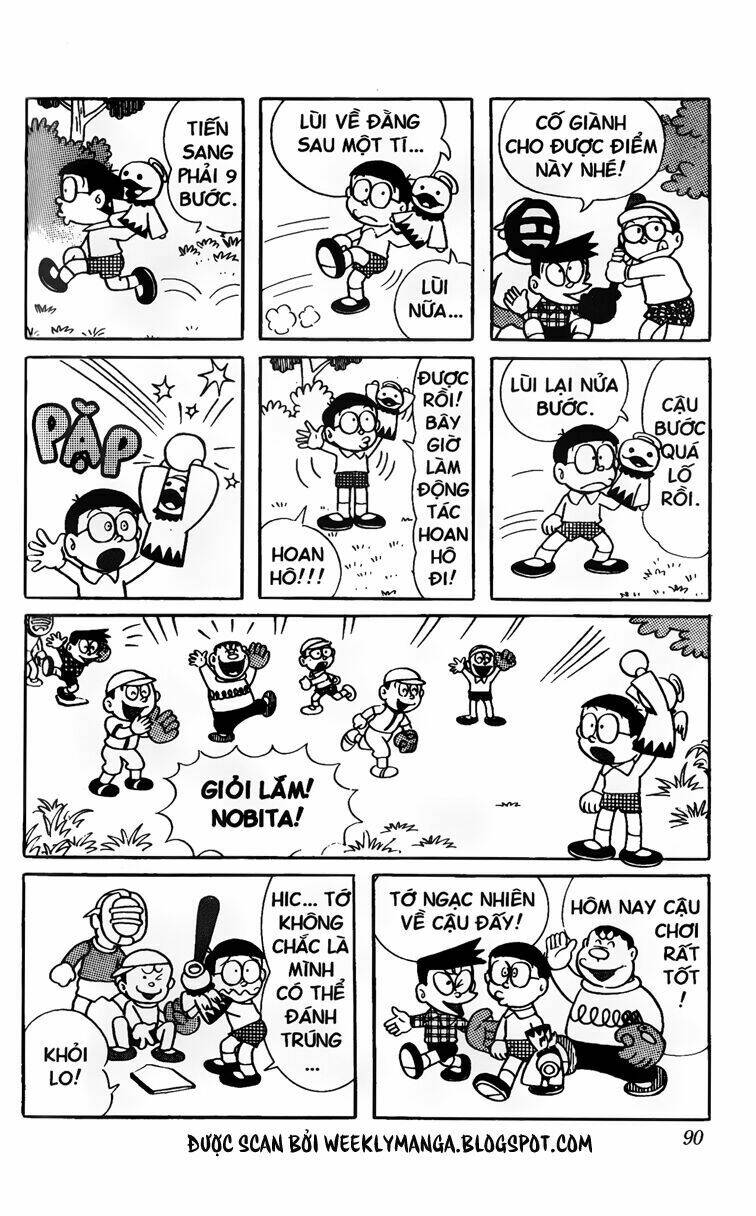 TIẾN
SANG
PHẢI 9
BƯỚC.
LÙI VỀ ĐẰNG
SAU MỘT TÍ...
LÙI
NỮA...
CỐ GIÀNH
CHO ĐƯỢC ĐIỂM
NÀY NHÉ!
PẶP
ĐƯỢC
RỒI!
BÂY
GIỜ
LÀM
ĐỘNG
TÁC
HOAN
HÔ
ĐI!
HOAN
HÔ!!!
LÙI LẠI NỬA
BƯỚC.
CẬU
BƯỚC
QUÁ
LỐ
RỒI.
GIỎI LẮM!
NOBITA!
HIC... TỚ
KHÔNG
CHẮC LÀ
MÌNH
CÓ THỂ
ĐÁNH
TRÚNG
...
KHỎI
LO!
TỚ NGẠC NHIÊN
VỀ CẬU ĐẤY!
HÔM NAY CẬU
CHƠI
RẤT
TỐT
!
ĐƯỢC SCAN BỞI WEEKLYMANGA.BLOGSPOT.COM
90